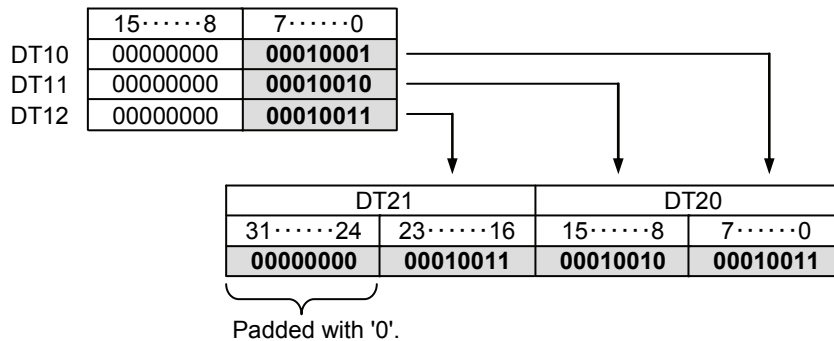 15······8 7······0
DT10 00000000 00010001
DT11 00000000 00010010
DT12 00000000 00010011
DT21 DT20
31······24 23······16 15······8 7······0
00000000 00010011 00010010 00010011
Padded with '0'.